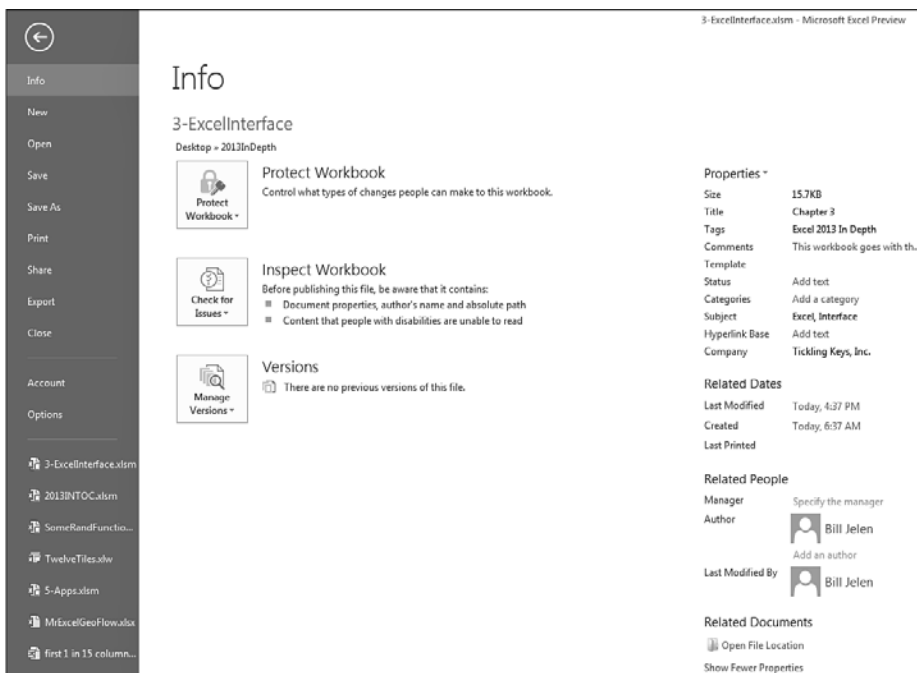 3-ExcelInterface.xlsm - Microsoft Excel Preview
Info
New
Open
Save
Save As
Print
Share
Export
Close
Account
Options
3-ExcelInterface.xlsm
2013INTOC.xlsm
SomeRandFunctio...
TwelveTiles.xlw
5-Apps.xlsm
MrExcelGeoFlow.xlsx
first 1 in 15 column...
Info
3-ExcelInterface
Desktop » 2013InDepth
Protect Workbook
Protect Workbook
Control what types of changes people can make to this workbook.
Check for Issues
Inspect Workbook
Before publishing this file, be aware that it contains:
Document properties, author's name and absolute path
Content that people with disabilities are unable to read
Manage Versions
Versions
There are no previous versions of this file.
Properties
Size 15.7KB
Title Chapter 3
Tags Excel 2013 In Depth
Comments This workbook goes with th...
Template
Status Add text
Categories Add a category
Subject Excel, Interface
Hyperlink Base Add text
Company Tickling Keys, Inc.
Related Dates
Last Modified Today, 4:37 PM
Created Today, 6:37 AM
Last Printed
Related People
Manager Specify the manager
Author Bill Jelen
Add an author
Last Modified By Bill Jelen
Related Documents
Open File Location
Show Fewer Properties